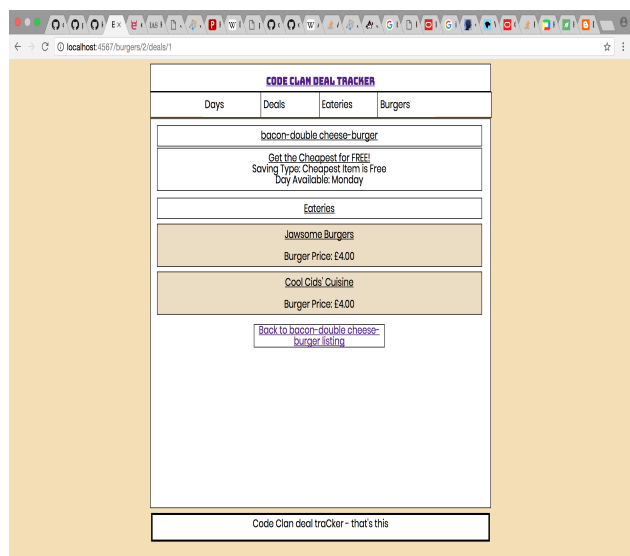 localhost:4567/burgers/2/deals/1
CODE CLAN DEAL TRACKER
Days Deals Eateries Burgers
bacon-double cheese-burger
Get the Cheapest for FREE!
Saving Type: Cheapest Item is Free
Day Available: Monday
Eateries
Jawsome Burgers
Burger Price: £4.00
Cool Cids' Cuisine
Burger Price: £4.00
Back to bacon-double cheese-
burger listing
Code Clan deal traCker - that's this